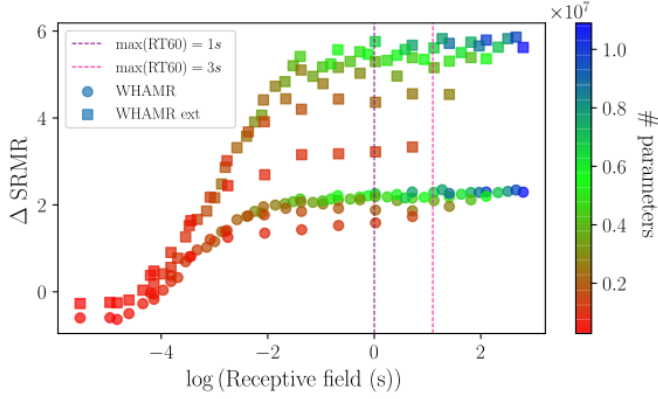 max(RT60) = 1s
max(RT60) = 3s
WHAMR
WHAMR ext
6
4
2
0
Δ SRMR
−4
−2
0
2
log (Receptive field (s))
×10⁷
1.0
0.8
0.6
0.4
0.2
# parameters